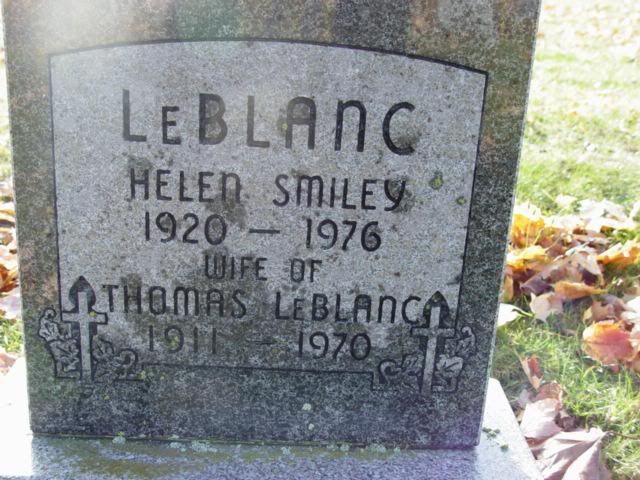 LeBLANC
HELEN SMILEY
1920 — 1976
WIFE OF
THOMAS LeBLANC
1911 — 1970